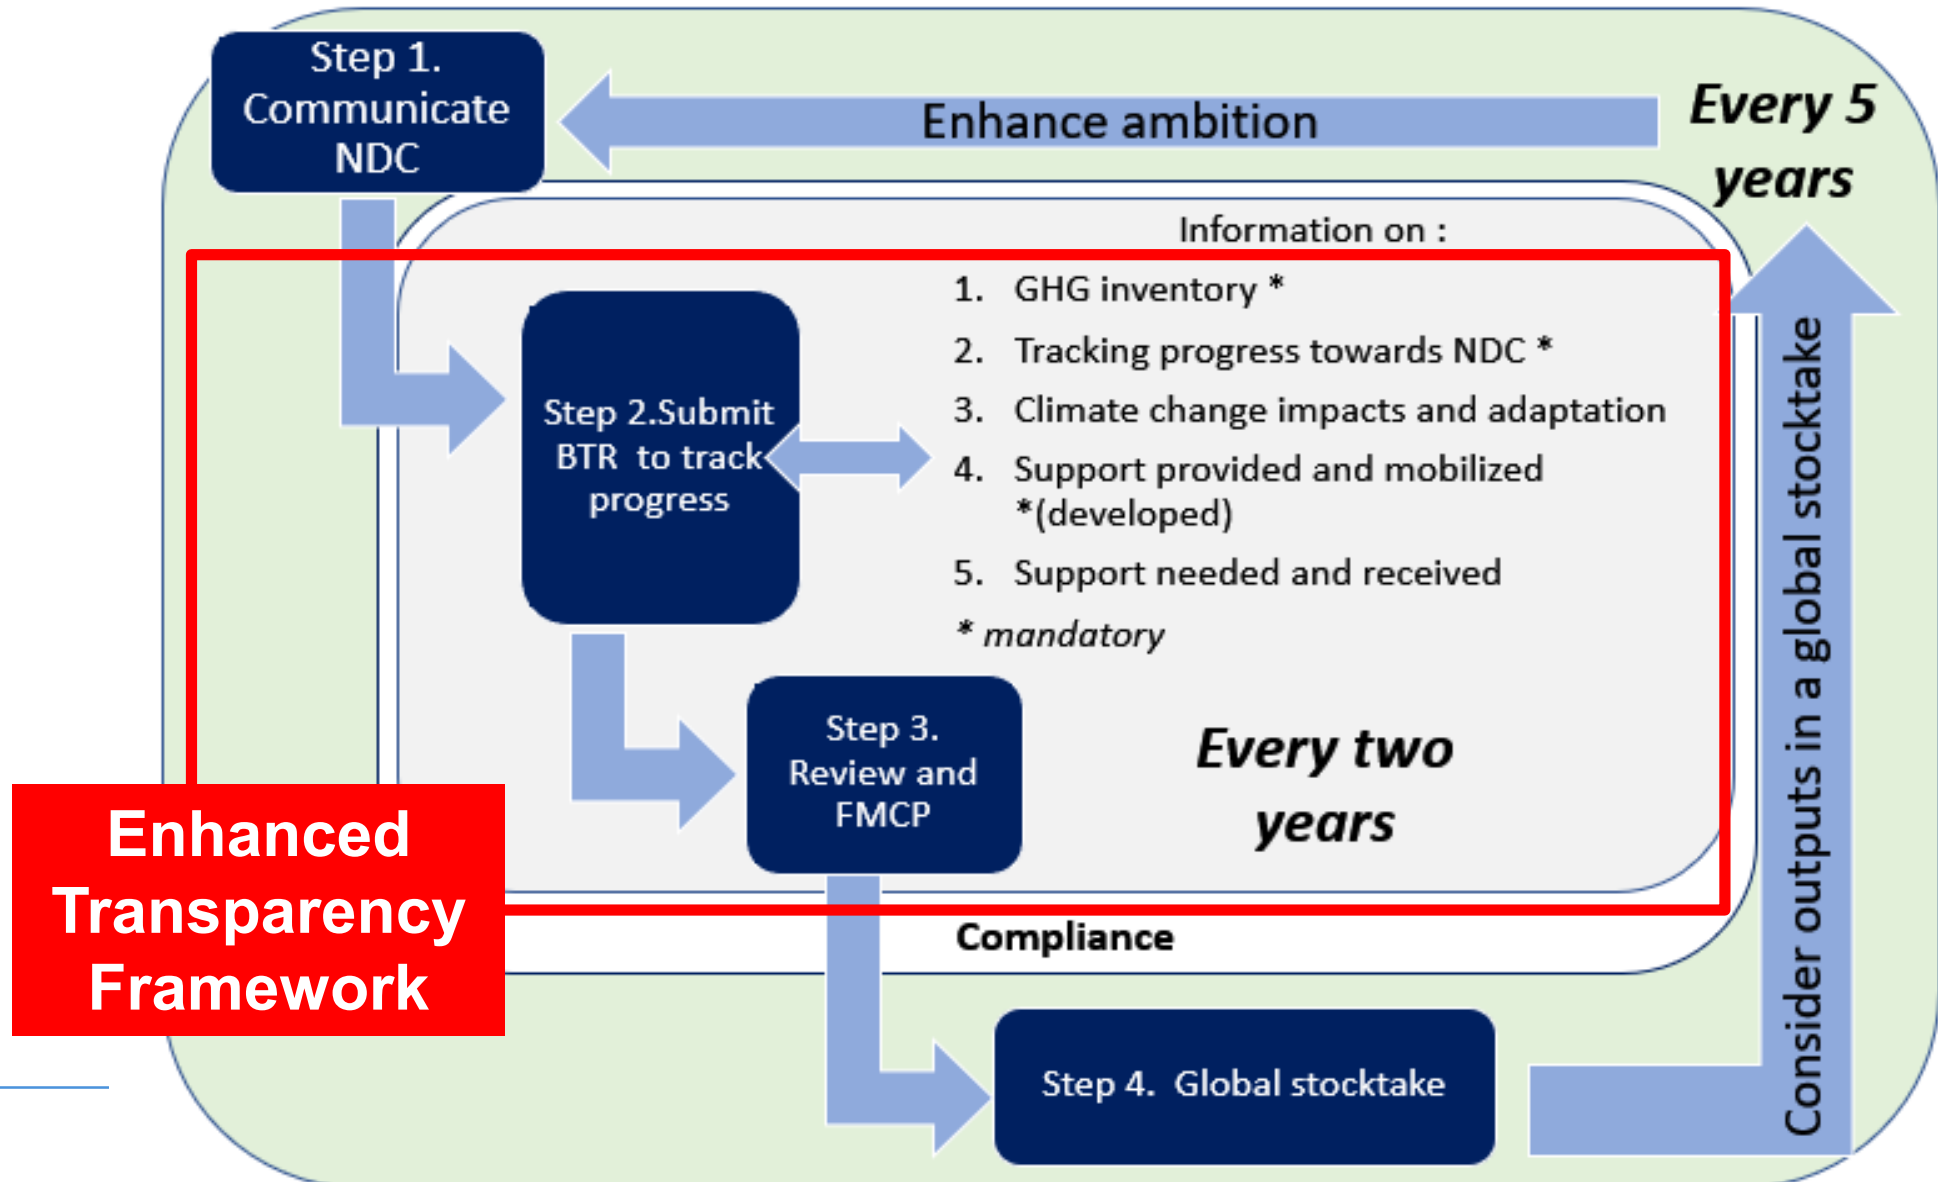 Step 1.
Communicate
NDC
Enhance ambition
Every 5
years
Information on :
1. GHG inventory *
2. Tracking progress towards NDC *
3. Climate change impacts and adaptation
4. Support provided and mobilized
*(developed)
5. Support needed and received
* mandatory
Step 2.Submit
BTR to track
progress
Step 3.
Review and
FMCP
Every two
years
Enhanced
Transparency
Framework
Compliance
Step 4. Global stocktake
Consider outputs in a global stocktake